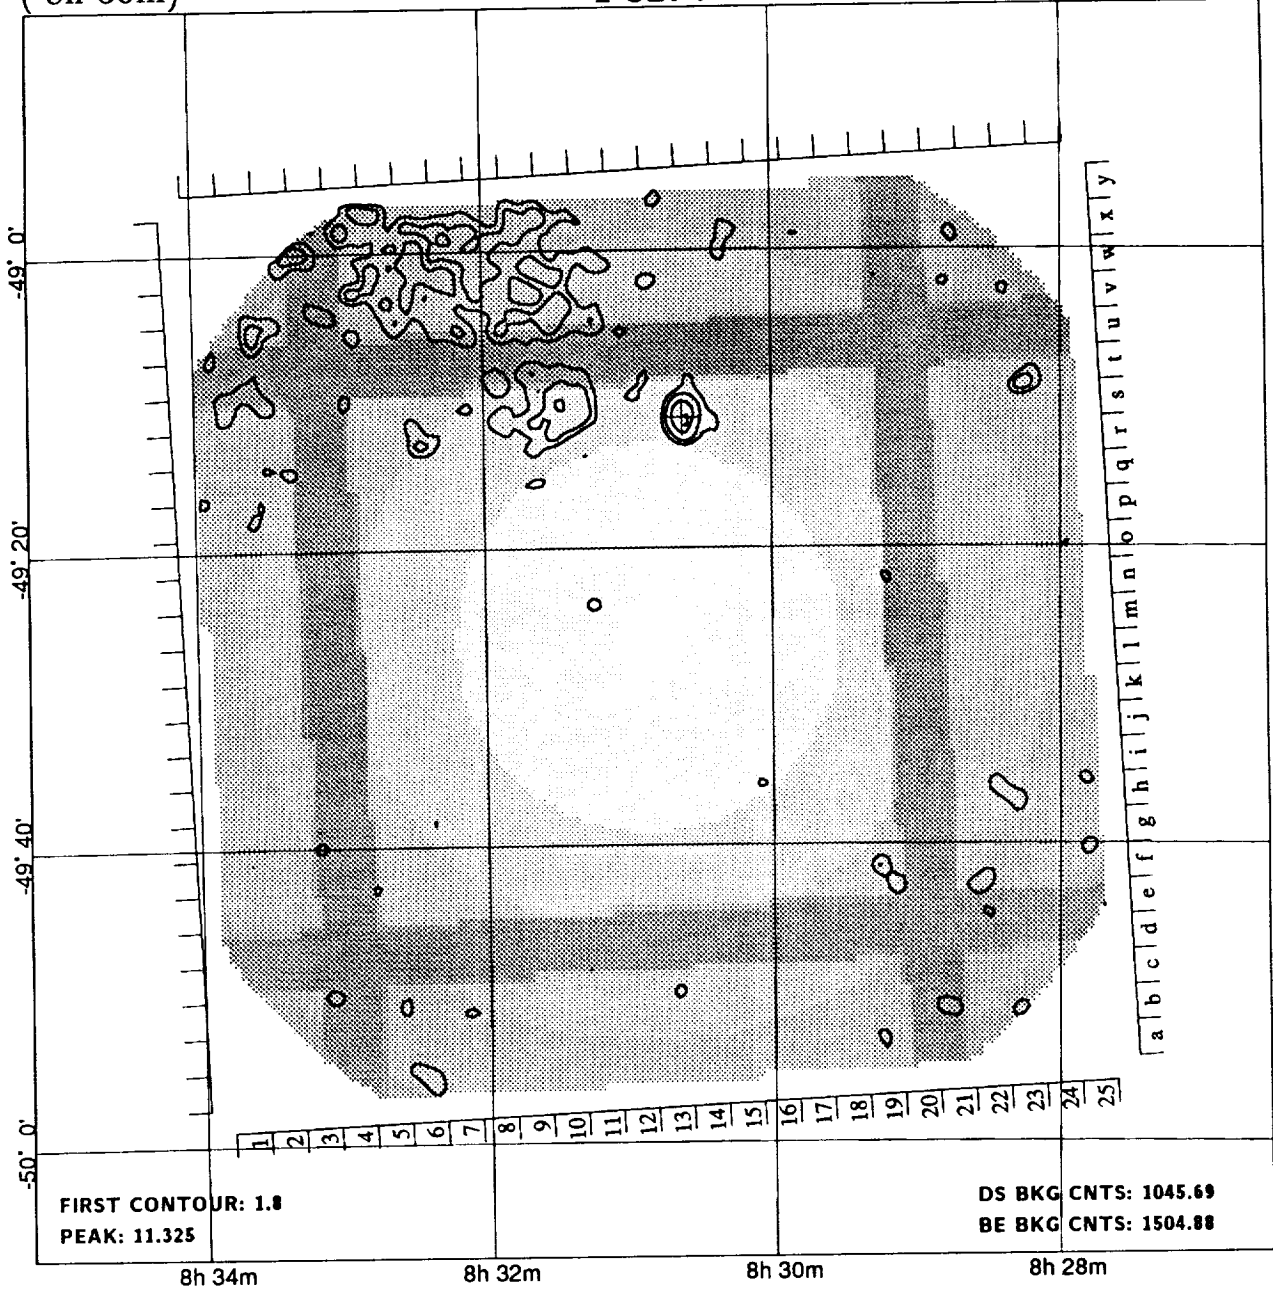 -49° 0'
-49° 20'
-49° 40'
-50° 0'
y
x
w
v
u
t
s
r
q
p
o
n
m
l
k
j
i
h
g
f
e
d
c
b
a
1 2 3 4 5 6 7 8 9 10 11 12 13 14 15 16 17 18 19 20 21 22 23 24 25
FIRST CONTOUR: 1.8
PEAK: 11.325
DS BKG CNTS: 1045.69
BE BKG CNTS: 1504.88
8h 34m 8h 32m 8h 30m 8h 28m